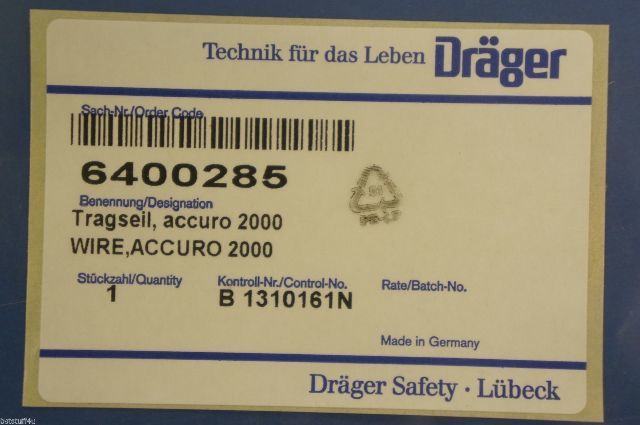 Technik für das Leben Dräger
Sach-Nr./Order Code
6400285
Benennung/Designation
Tragseil, accuro 2000
WIRE,ACCURO 2000
Stückzahl/Quantity Kontroll-Nr./Control-No. Rate/Batch-No.
1 B 1310161N
Made in Germany
Dräger Safety · Lübeck
batstuff4u